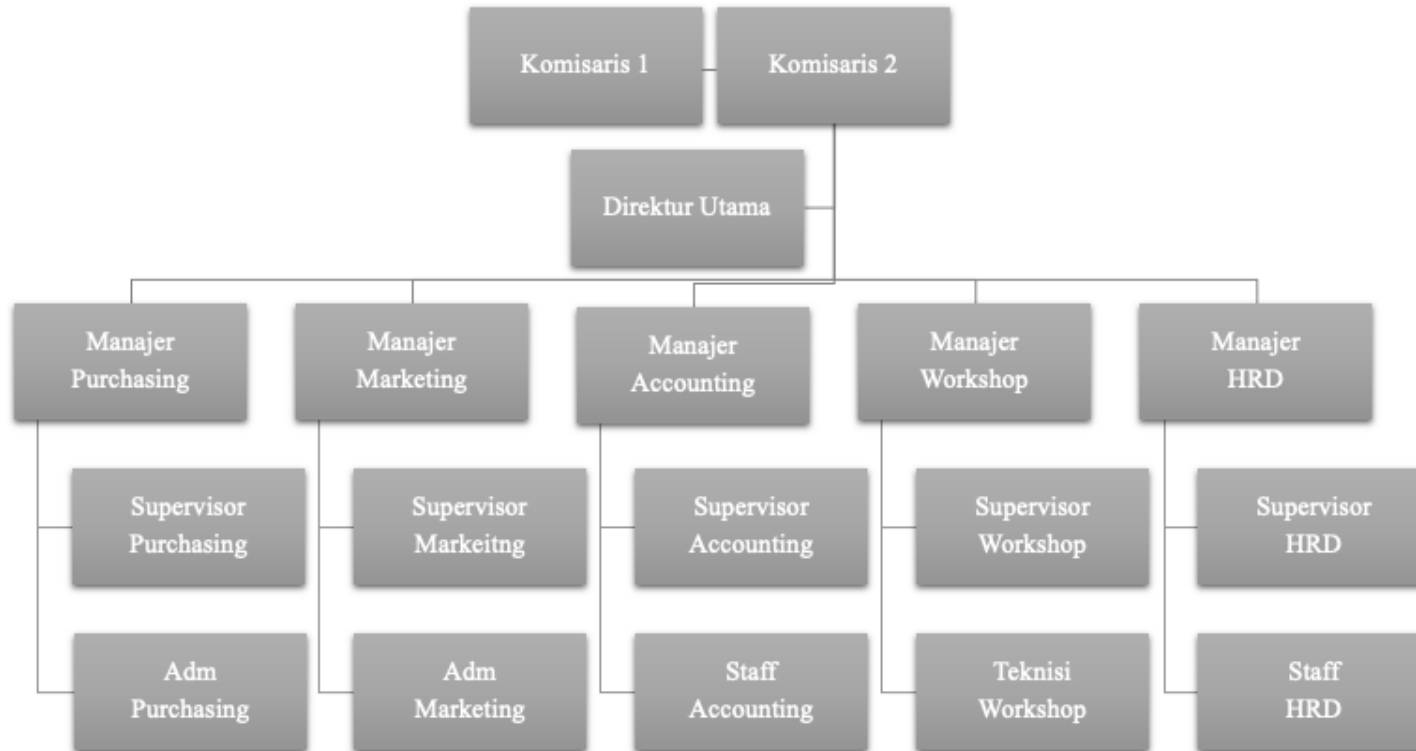 Komisaris 1
Komisaris 2
Direktur Utama
Manajer
Purchasing
Manajer
Marketing
Manajer
Accounting
Manajer
Workshop
Manajer
HRD
Supervisor
Purchasing
Supervisor
Markeitng
Supervisor
Accounting
Supervisor
Workshop
Supervisor
HRD
Adm
Purchasing
Adm
Marketing
Staff
Accounting
Teknisi
Workshop
Staff
HRD